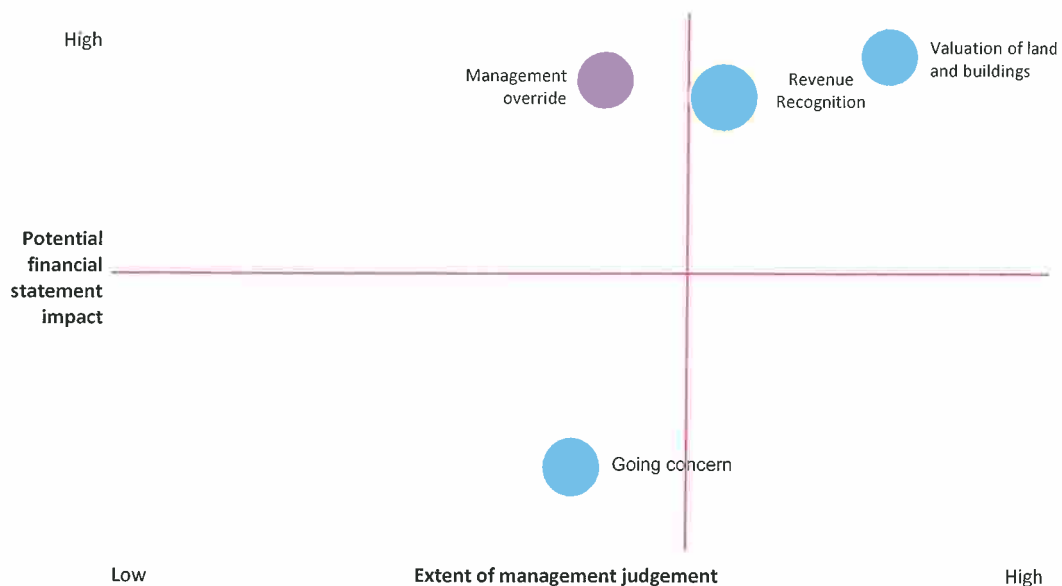 High
Valuation of land
and buildings
Management
override
Revenue
Recognition
Potential
financial
statement
impact
Going concern
Low
Extent of management judgement
High